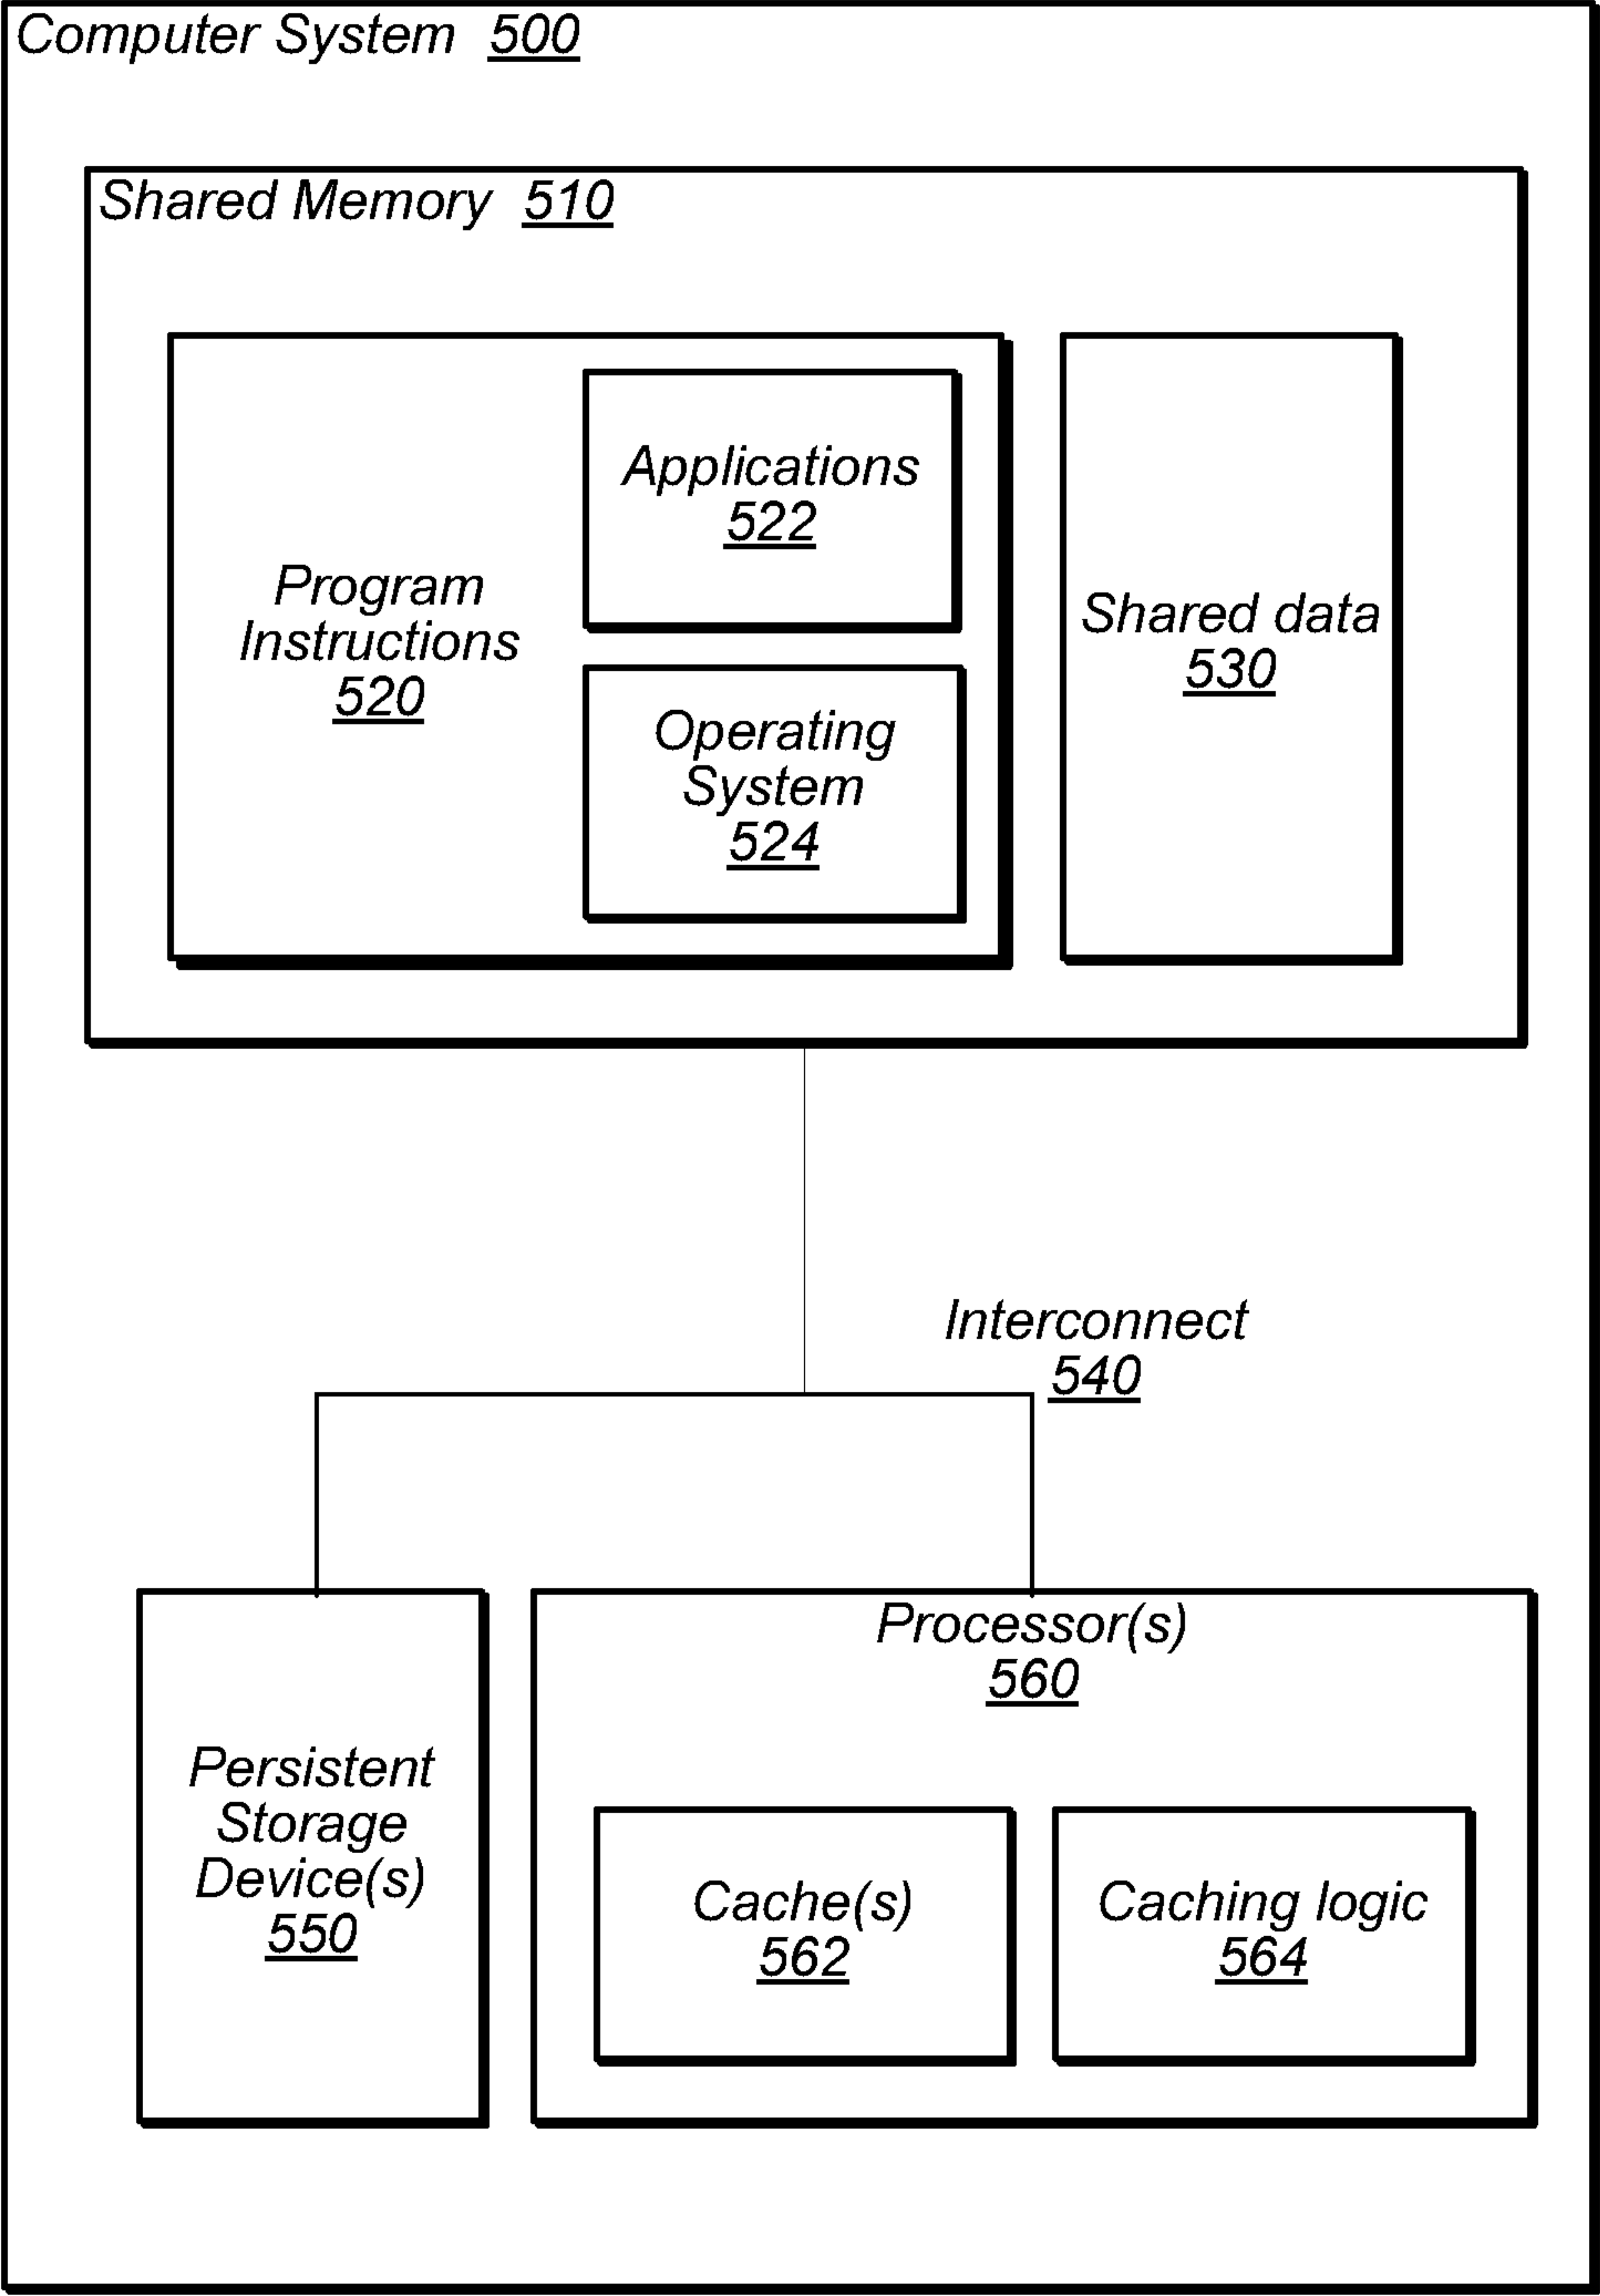 Computer System 500
Shared Memory 510
Applications
522
Program
Instructions
520
Operating
System
524
Shared data
530
Interconnect
540
Persistent
Storage
Device(s)
550
Processor(s)
560
Cache(s)
562
Caching logic
564